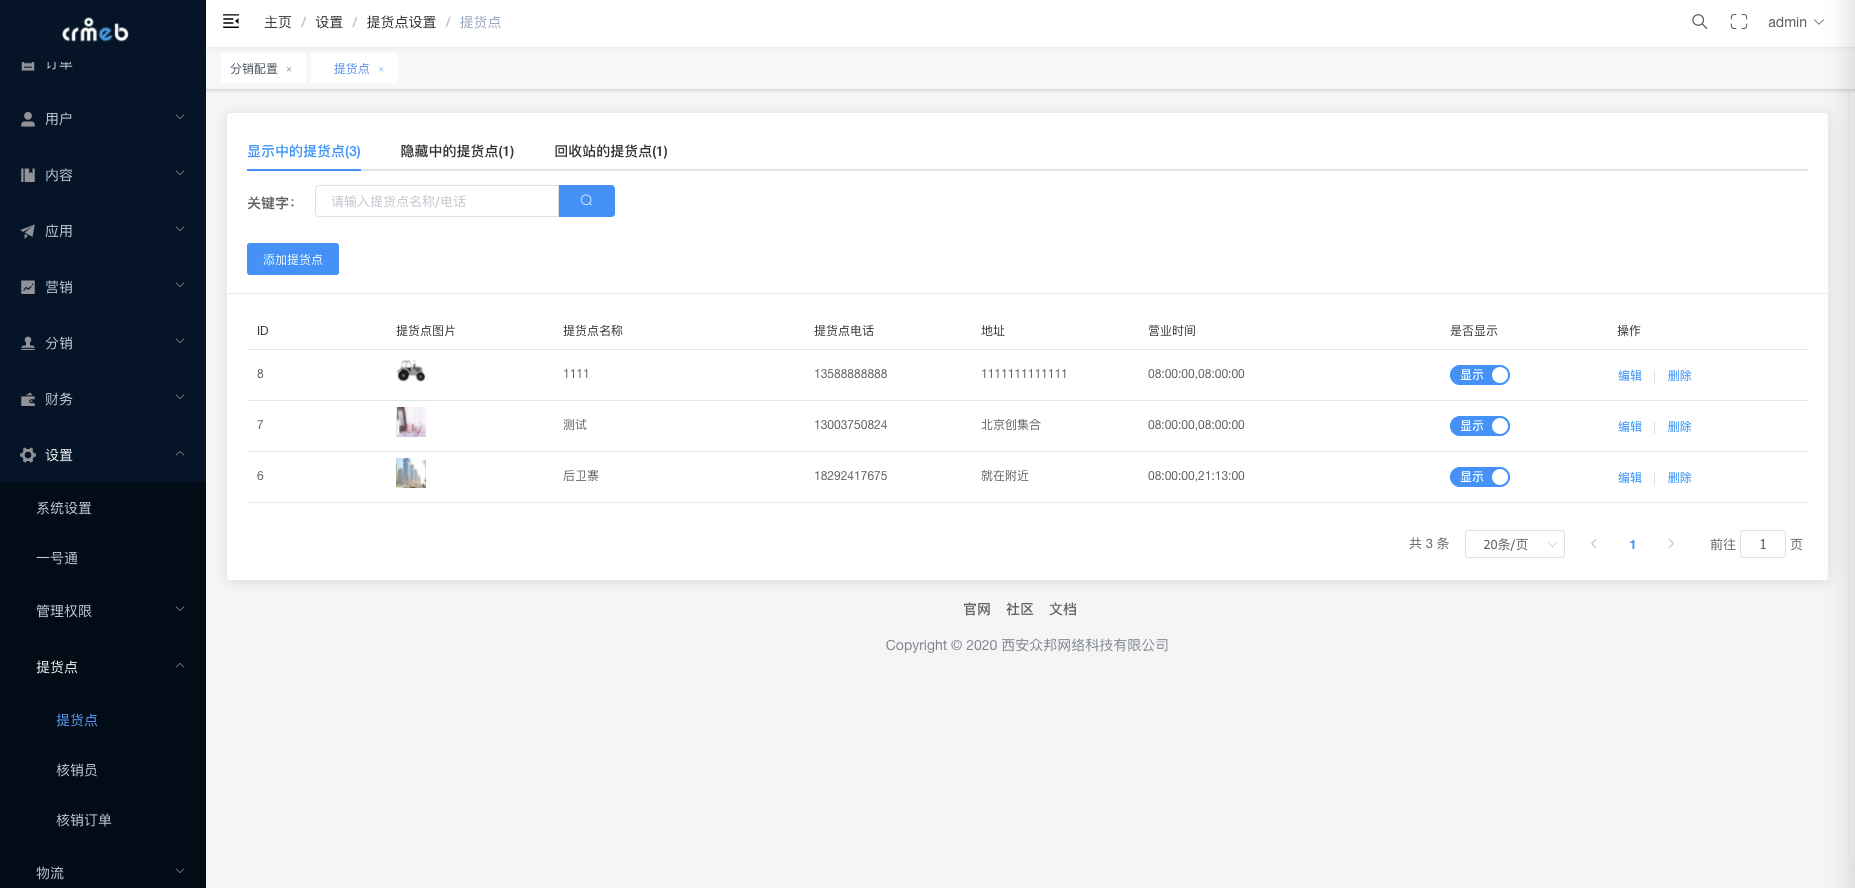 crmeb
订单
用户
内容
应用
营销
分销
财务
设置
系统设置
一号通
管理权限
提货点
提货点
核销员
核销订单
物流
主页 / 设置 / 提货点设置 / 提货点
admin
分销配置 × 提货点 ×
显示中的提货点(3) 隐藏中的提货点(1) 回收站的提货点(1)
关键字： 请输入提货点名称/电话
添加提货点
ID 提货点图片 提货点名称 提货点电话 地址 营业时间 是否显示 操作
8 1111 13588888888 1111111111111 08:00:00,08:00:00 显示 编辑 | 删除
7 测试 13003750824 北京创集合 08:00:00,08:00:00 显示 编辑 | 删除
6 后卫寨 18292417675 就在附近 08:00:00,21:13:00 显示 编辑 | 删除
共 3 条 20条/页 1 前往 1 页
官网 社区 文档
Copyright © 2020 西安众邦网络科技有限公司